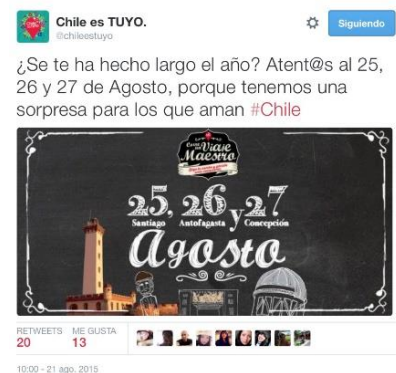 Chile es TUYO.
@chileestuyo
Siguiendo
¿Se te ha hecho largo el año? Atent@s al 25,
26 y 27 de Agosto, porque tenemos una
sorpresa para los que aman #Chile
Viaje
Maestro
25, 26 y 27
Santiago Antofagasta Concepción
Agosto
RETWEETS ME GUSTA
20 13
10:00 - 21 ago. 2015